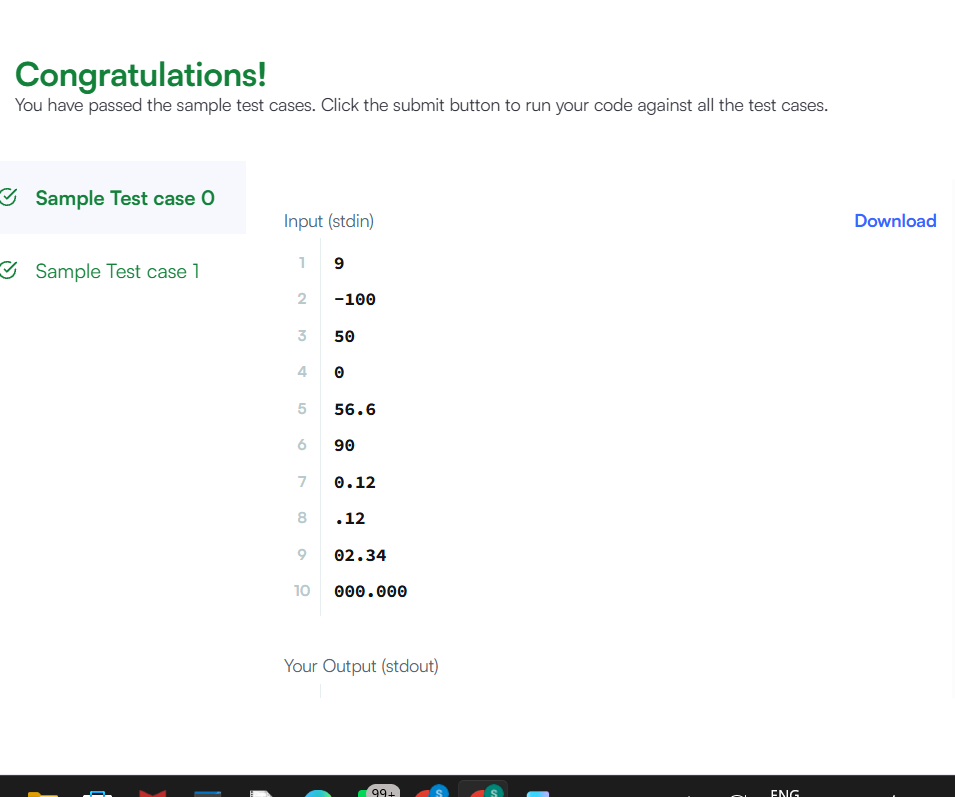 Congratulations!
You have passed the sample test cases. Click the submit button to run your code against all the test cases.
Sample Test case 0
Sample Test case 1
Input (stdin)
Download
1 9
2 -100
3 50
4 0
5 56.6
6 90
7 0.12
8 .12
9 02.34
10 000.000
Your Output (stdout)
99+ S S ENG